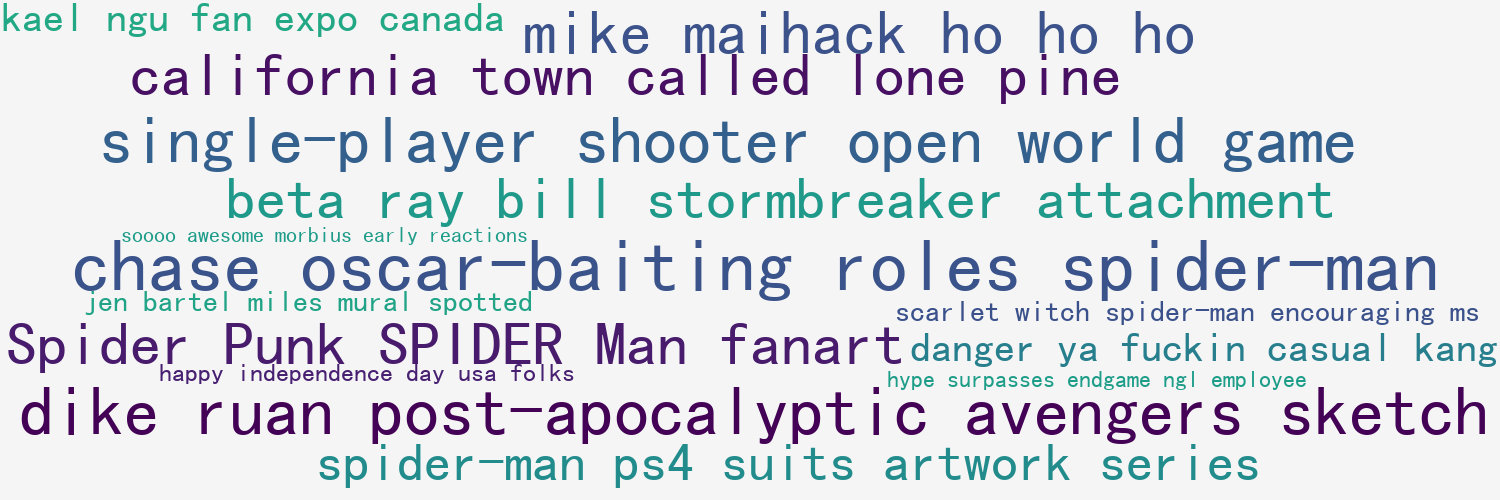 kael ngu fan expo canada
mike maihack ho ho ho
california town called lone pine
single-player shooter open world game
beta ray bill stormbreaker attachment
soooo awesome morbius early reactions
chase oscar-baiting roles spider-man
jen bartel miles mural spotted
scarlet witch spider-man encouraging ms
Spider Punk SPIDER Man fanart
danger ya fuckin casual kang
happy independence day usa folks
hype surpasses endgame ngl employee
dike ruan post-apocalyptic avengers sketch
spider-man ps4 suits artwork series